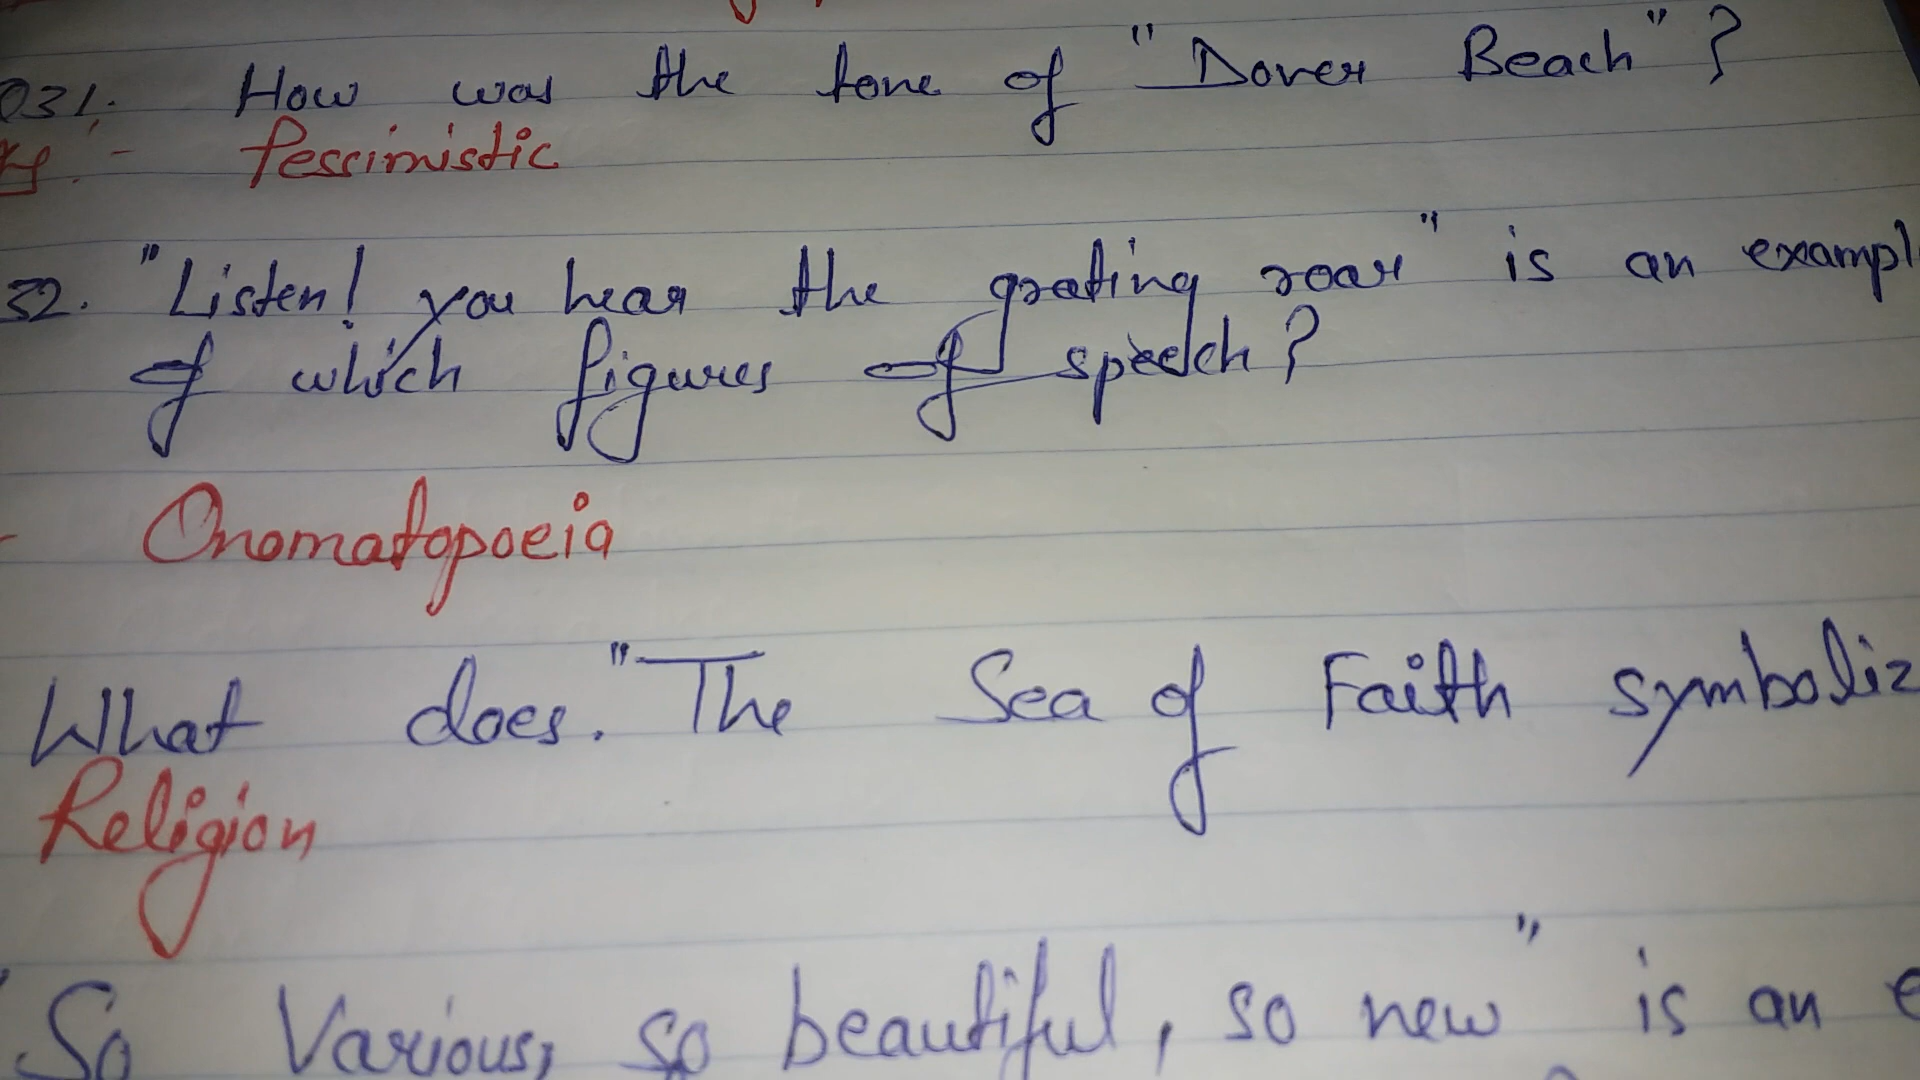 Q31. How was the tone of "Dover Beach"?
- Pessimistic
32. "Listen! you hear the grating roar" is an exampl
of which figures of speech?
- Onomatopoeia
What does. "The Sea of Faith symboliz
Religion
"So Various, so beautiful, so new" is an e